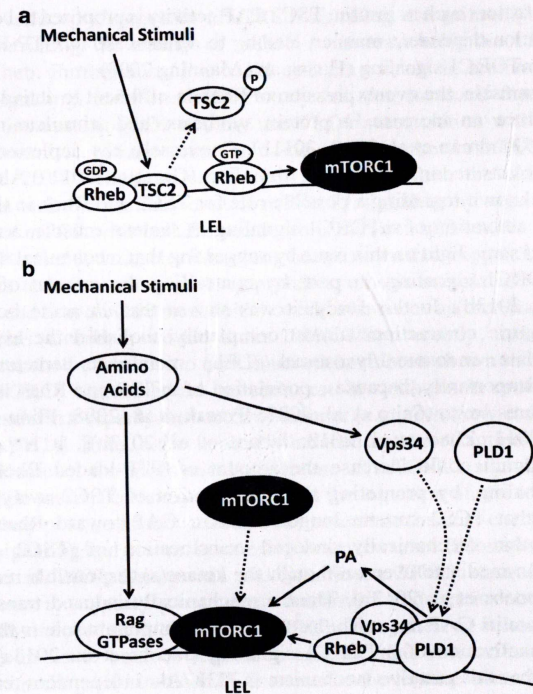 a
Mechanical Stimuli
P
TSC2
GDP
GTP
Rheb
TSC2
Rheb
mTORC1
LEL
b
Mechanical Stimuli
Amino
Acids
Vps34
PLD1
mTORC1
PA
Rag
GTPases
mTORC1
Rheb
Vps34
PLD1
LEL